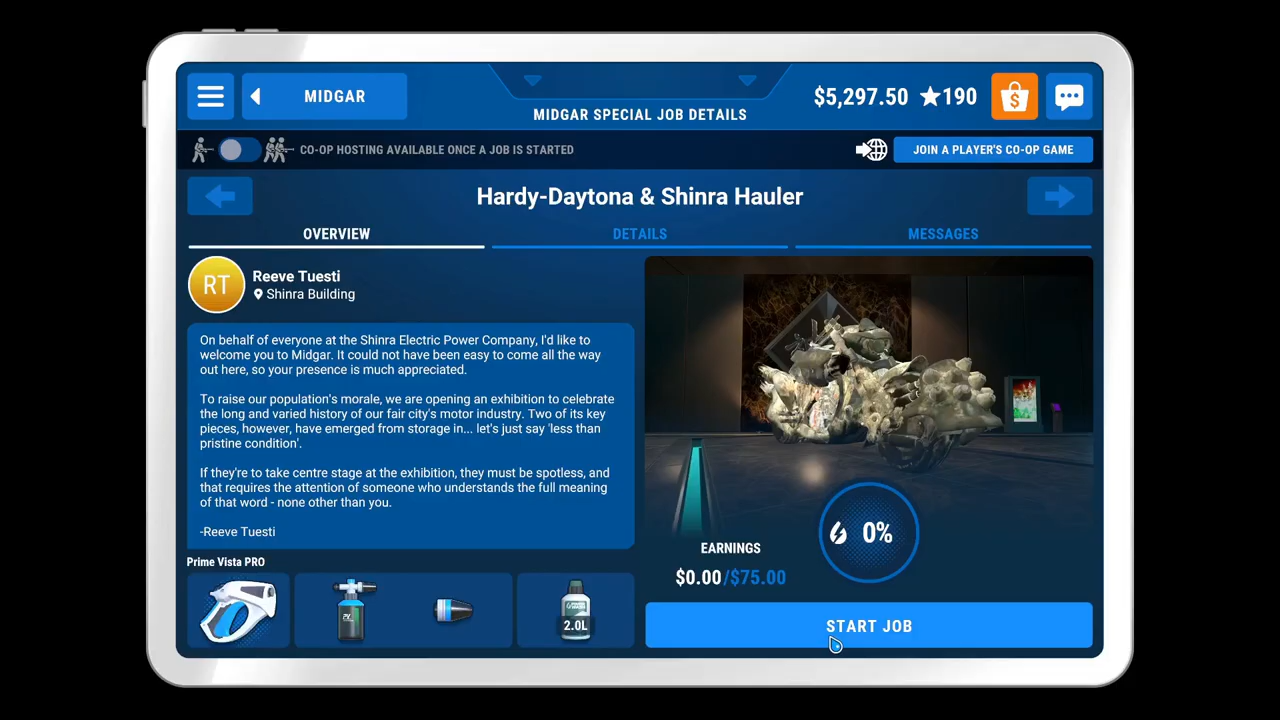 MIDGAR
MIDGAR SPECIAL JOB DETAILS
$5,297.50 ★190
CO-OP HOSTING AVAILABLE ONCE A JOB IS STARTED
JOIN A PLAYER'S CO-OP GAME
Hardy-Daytona & Shinra Hauler
OVERVIEW
DETAILS
MESSAGES
RT
Reeve Tuesti
Shinra Building
On behalf of everyone at the Shinra Electric Power Company, I'd like to
welcome you to Midgar. It could not have been easy to come all the way
out here, so your presence is much appreciated.
To raise our population's morale, we are opening an exhibition to celebrate
the long and varied history of our fair city's motor industry. Two of its key
pieces, however, have emerged from storage in... let's just say 'less than
pristine condition'.
If they're to take centre stage at the exhibition, they must be spotless, and
that requires the attention of someone who understands the full meaning
of that word - none other than you.
-Reeve Tuesti
Prime Vista PRO
2.0L
EARNINGS
$0.00/$75.00
0%
START JOB